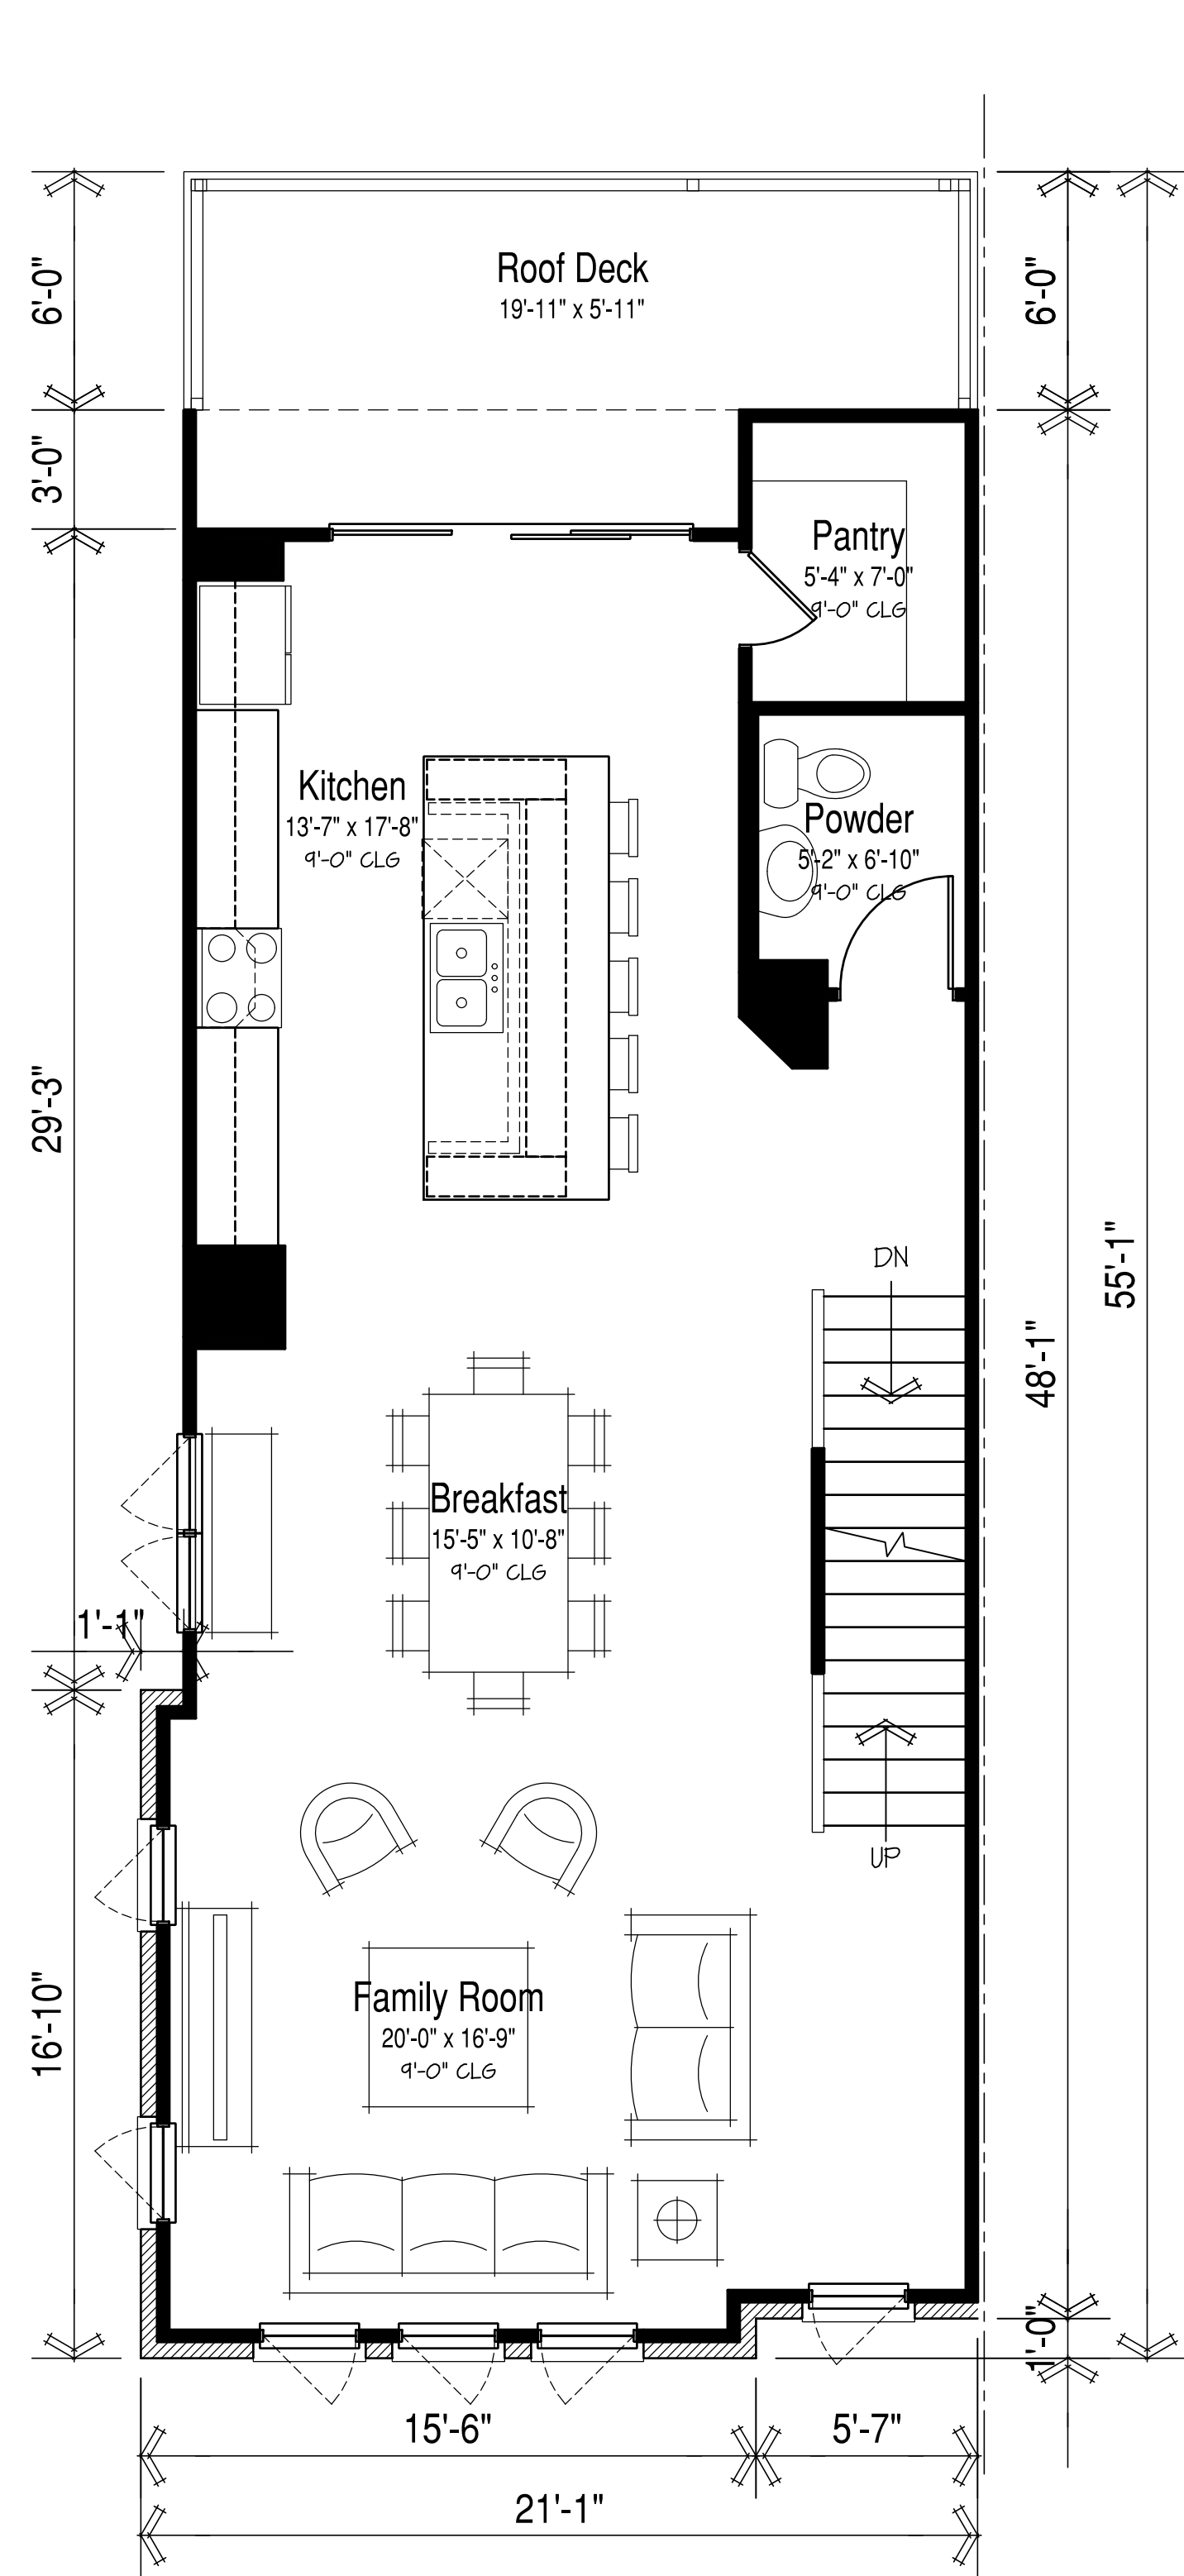 Roof Deck
19'-11" x 5'-11"
6'-0"
6'-0"
3'-0"
Pantry
5'-4" x 7'-0"
9'-0" CLG
Kitchen
13'-7" x 17'-8"
9'-0" CLG
Powder
5'-2" x 6'-10"
9'-0" CLG
29'-3"
55'-1"
DN
48'-1"
Breakfast
15'-5" x 10'-8"
9'-0" CLG
1'-1"
UP
Family Room
20'-0" x 16'-9"
9'-0" CLG
16'-10"
1'-0"
15'-6"
5'-7"
21'-1"